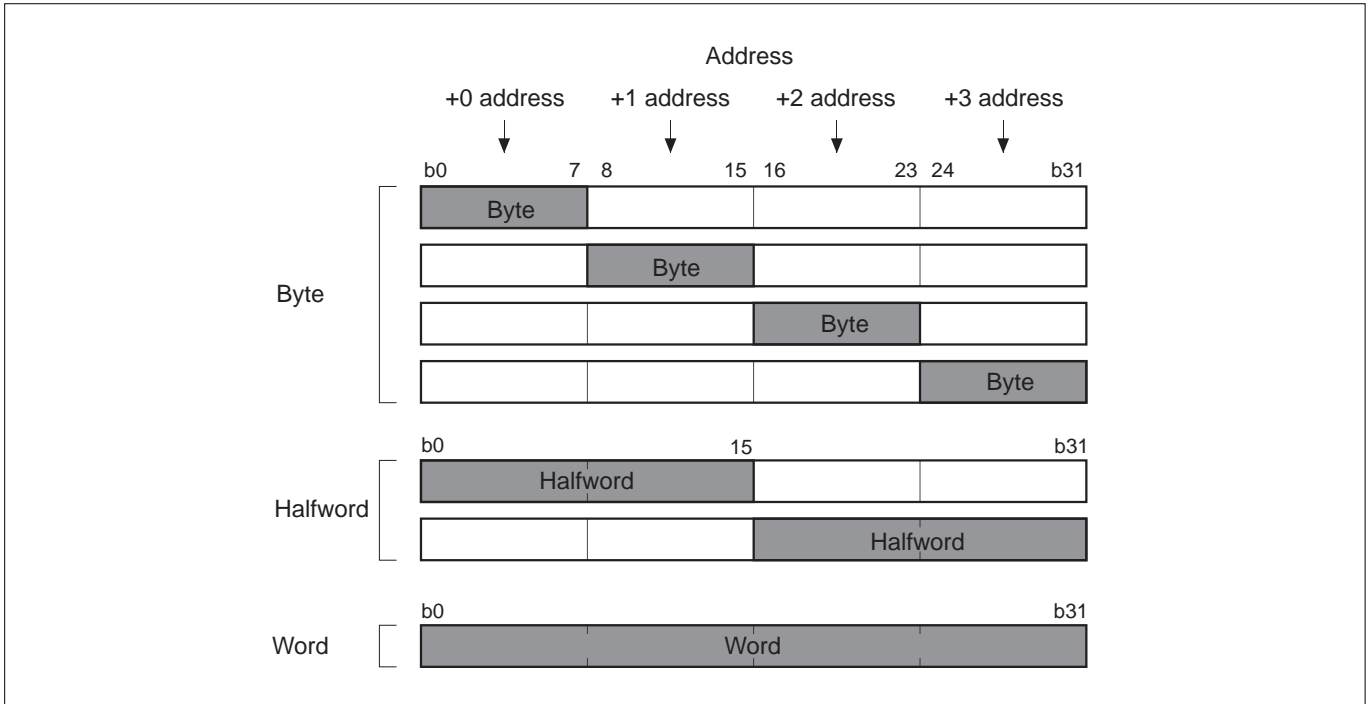 Address
+0 address +1 address +2 address +3 address
b0 7 8 15 16 23 24 b31
Byte
Byte
Byte
Byte
Byte
b0 15 b31
Halfword
Halfword
Halfword
b0 b31
Word Word